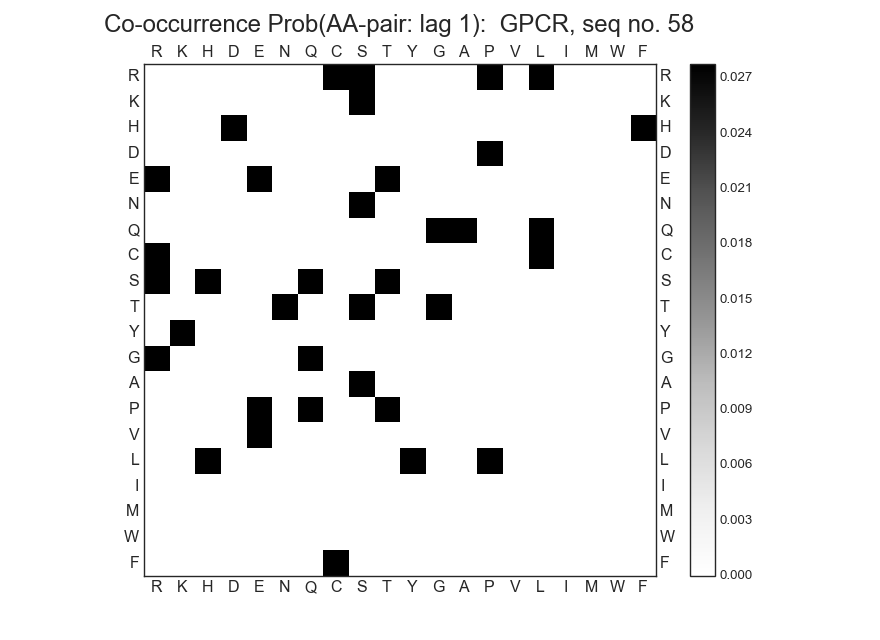 Co-occurrence Prob(AA-pair: lag 1):  GPCR, seq no. 58
R K H D E N Q C S T Y G A P V L I M W F
R R 0.027
K K
H H 0.024
D D
E E 0.021
N N
Q Q 0.018
C C
S S
T T 0.015
Y Y
G G 0.012
A A
P P 0.009
V V
L L 0.006
I I
M M 0.003
W W
F F 0.000
R K H D E N Q C S T Y G A P V L I M W F